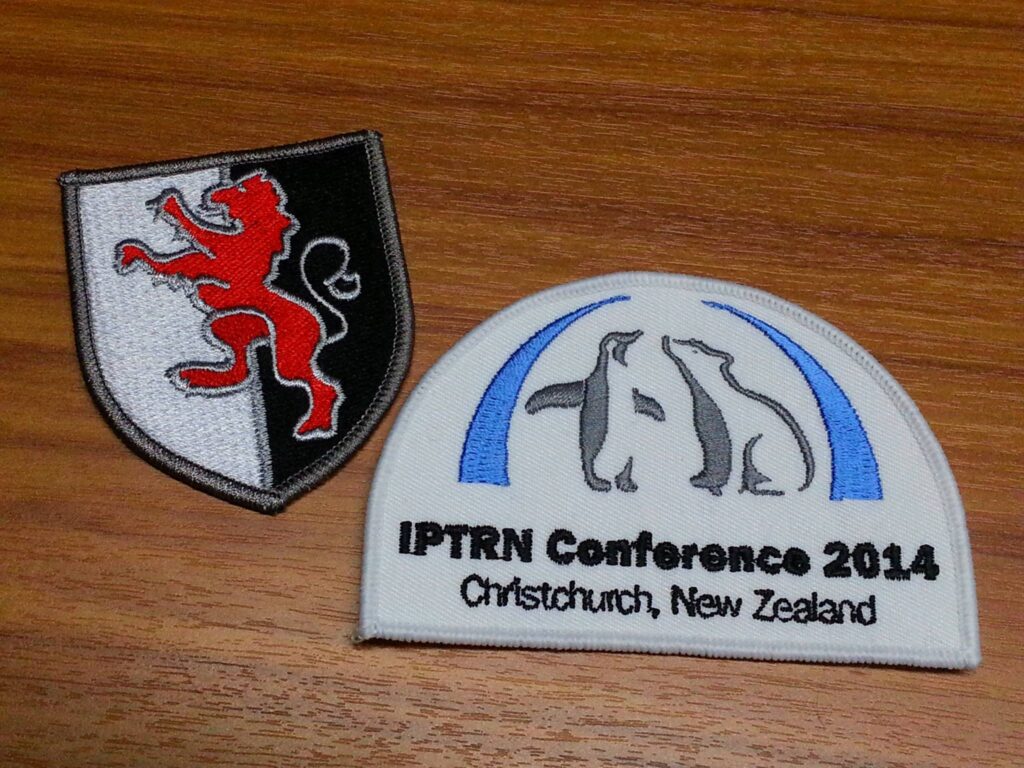 IPTRN Conference 2014
Christchurch, New Zealand